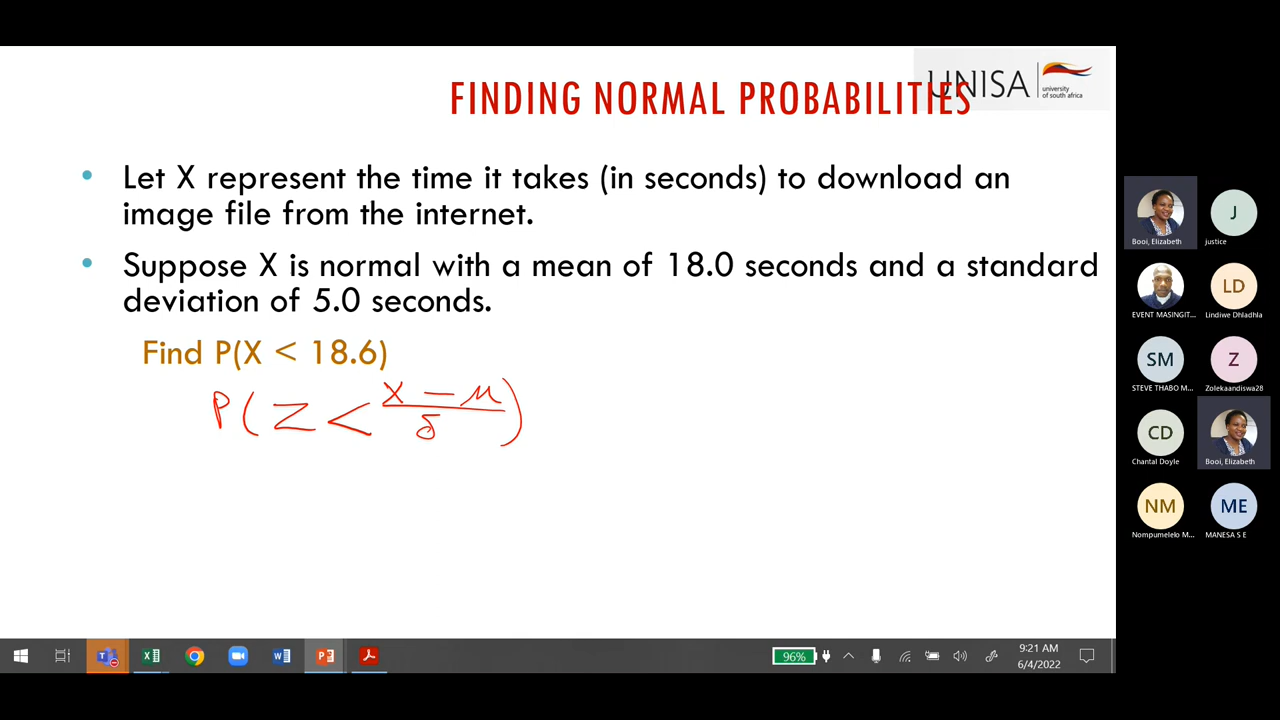 FINDING NORMAL PROBABILITIES
UNISA
university
of south africa
• Let X represent the time it takes (in seconds) to download an
image file from the internet.
• Suppose X is normal with a mean of 18.0 seconds and a standard
deviation of 5.0 seconds.
Find P(X < 18.6)
P(Z < (X - μ)/δ)
Booi, Elizabeth
J
justice
EVENT MASINGIT...
LD
Lindiwe Dhladhla
SM
STEVE THABO M...
Z
Zolekaandiswa28
CD
Chantal Doyle
Booi, Elizabeth
NM
Nompumelelo M...
ME
MANESA S E
96%
9:21 AM
6/4/2022